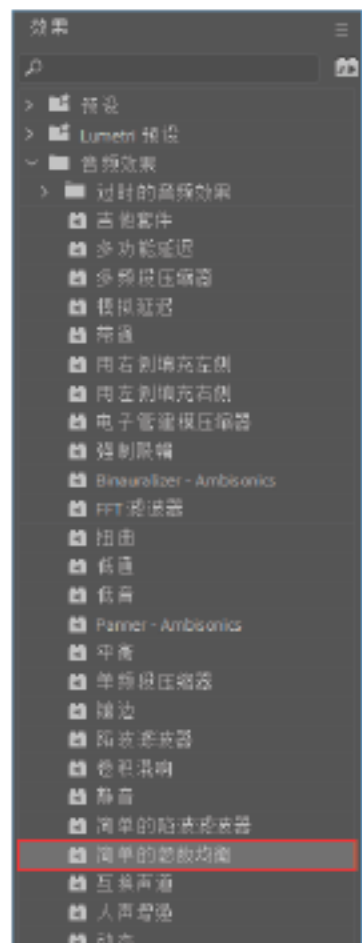 效果
预设
Lumetri 预设
音频效果
过时的音频效果
吉他套件
多功能延迟
多频段压缩器
模拟延迟
带通
用右侧填充左侧
用左侧填充右侧
电子管建模压缩器
强制限幅
Binauralizer - Ambisonics
FFT 滤波器
扭曲
低通
低音
Panner - Ambisonics
平衡
单频段压缩器
镶边
陷波滤波器
卷积混响
静音
简单的陷波滤波器
简单的参数均衡
互换声道
人声增强
动态